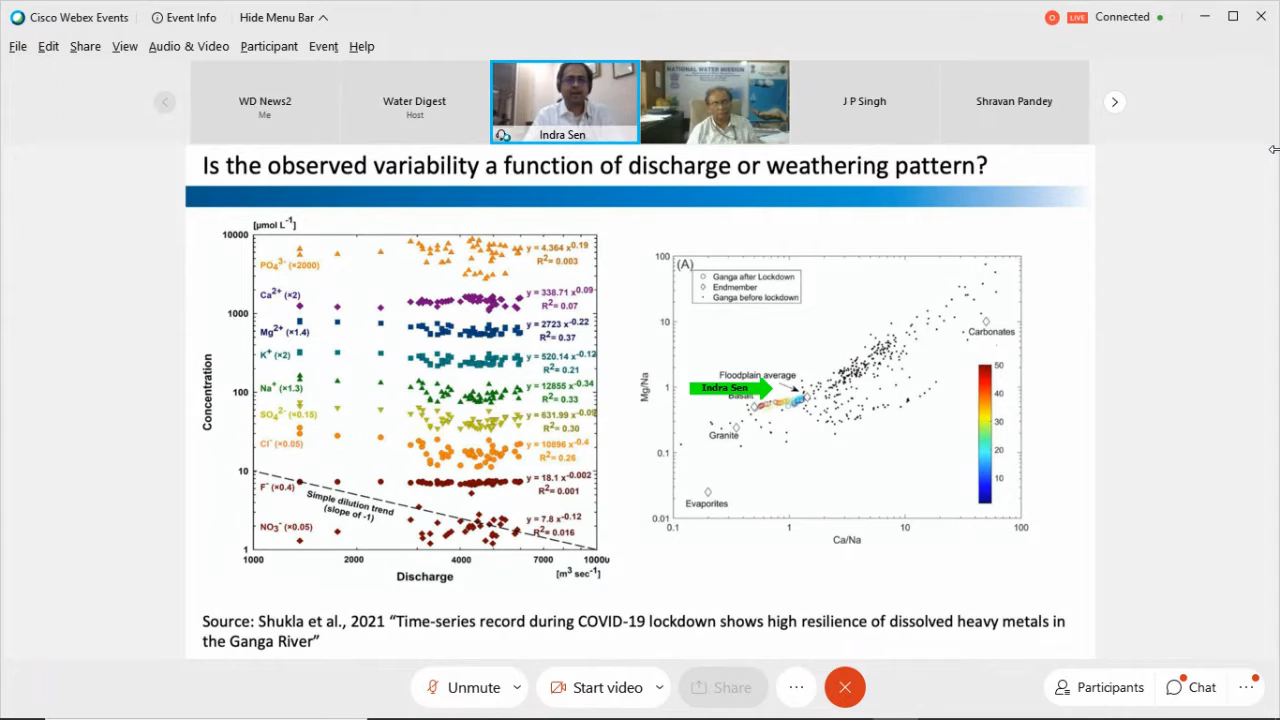 Cisco Webex Events
Event Info
Hide Menu Bar
LIVE
Connected
File Edit Share View Audio & Video Participant Event Help
WD News2
Me
Water Digest
Host
Indra Sen
NATIONAL WATER MISSION
J P Singh
Shravan Pandey
Is the observed variability a function of discharge or weathering pattern?
[µmol L⁻¹]
10000
1000
100
10
1
Concentration
PO₄³⁻ (×2000)
Ca²⁺ (×2)
Mg²⁺ (×1.4)
K⁺ (×2)
Na⁺ (×1.3)
SO₄²⁻ (×0.15)
Cl⁻ (×0.05)
F⁻ (×0.4)
NO₃⁻ (×0.05)
y = 4.364 x^0.19
R² = 0.003
y = 338.71 x^0.09
R² = 0.07
y = 2723 x^-0.22
R² = 0.37
y = 520.14 x^-0.12
R² = 0.21
y = 12855 x^-0.34
R² = 0.33
y = 631.99 x^-0.09
R² = 0.30
y = 10896 x^-0.4
R² = 0.26
y = 18.1 x^-0.002
R² = 0.001
y = 7.8 x^-0.12
R² = 0.016
Simple dilution trend
(slope of -1)
1000 2000 4000 7000 10000
Discharge
[m³ sec⁻¹]
(A)
Ganga after Lockdown
Endmember
Ganga before lockdown
100
10
1
0.1
0.01
Mg/Na
Carbonates
Floodplain average
Indra Sen
Basalt
Granite
Evaporites
50
40
30
20
10
0.1 1 10 100
Ca/Na
Source: Shukla et al., 2021 “Time-series record during COVID-19 lockdown shows high resilience of dissolved heavy metals in
the Ganga River”
Unmute
Start video
Share
Participants
Chat